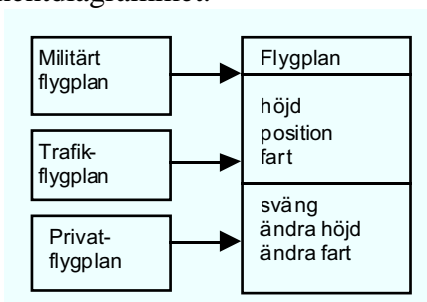 Militärt
flygplan
Trafik-
flygplan
Privat-
flygplan
Flygplan
höjd
position
fart
sväng
ändra höjd
ändra fart